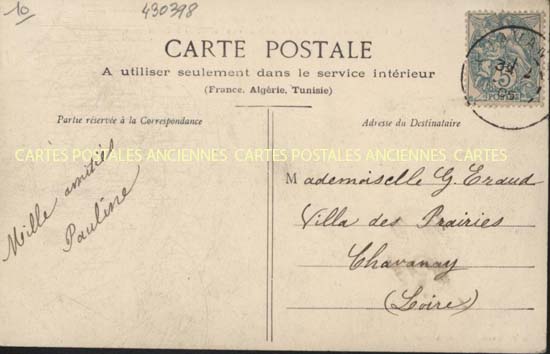 10
430398
CARTE POSTALE
A utiliser seulement dans le service intérieur
(France, Algérie, Tunisie)
Partie réservée à la Correspondance
Adresse du Destinataire
CARTES POSTALES ANCIENNES CARTES POSTALES ANCIENNES CARTES
Mille amitiés
Pauline
Mademoiselle G. Eraud
Villa des Prairies
Chavanay
(Loire)